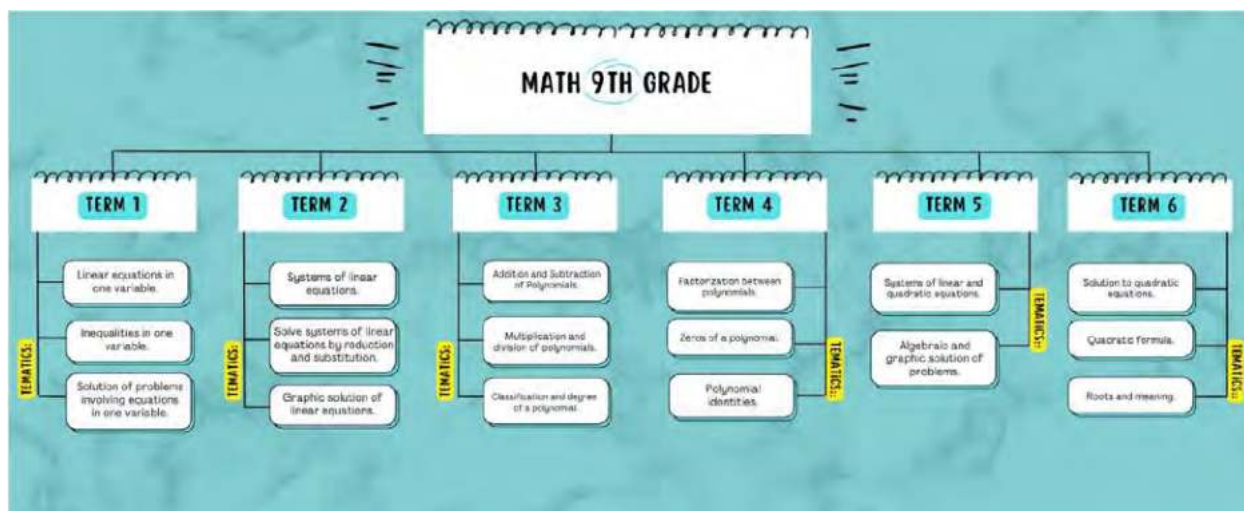 MATH 9TH GRADE
TERM 1
TEMATICS:
Linear equations in
one variable.
Inequalities in one
variable.
Solution of problems
involving equations
in one variable.
TERM 2
TEMATICS:
Systems of linear
equations.
Solve systems of linear
equations by reduction
and substitution.
Graphic solution of
linear equations.
TERM 3
TEMATICS:
Addition and Subtraction
of Polynomials.
Multiplication and
division of polynomials.
Classification and degree
of a polynomial.
TERM 4
TEMATICS::
Factorization between
polynomials.
Zeros of a polynomial.
Polynomial
identities.
TERM 5
TEMATICS::
Systems of linear and
quadratic equations.
Algebraic and
graphic solution of
problems.
TERM 6
TEMATICS::
Solution to quadratic
equations.
Quadratic formula.
Roots and meaning.